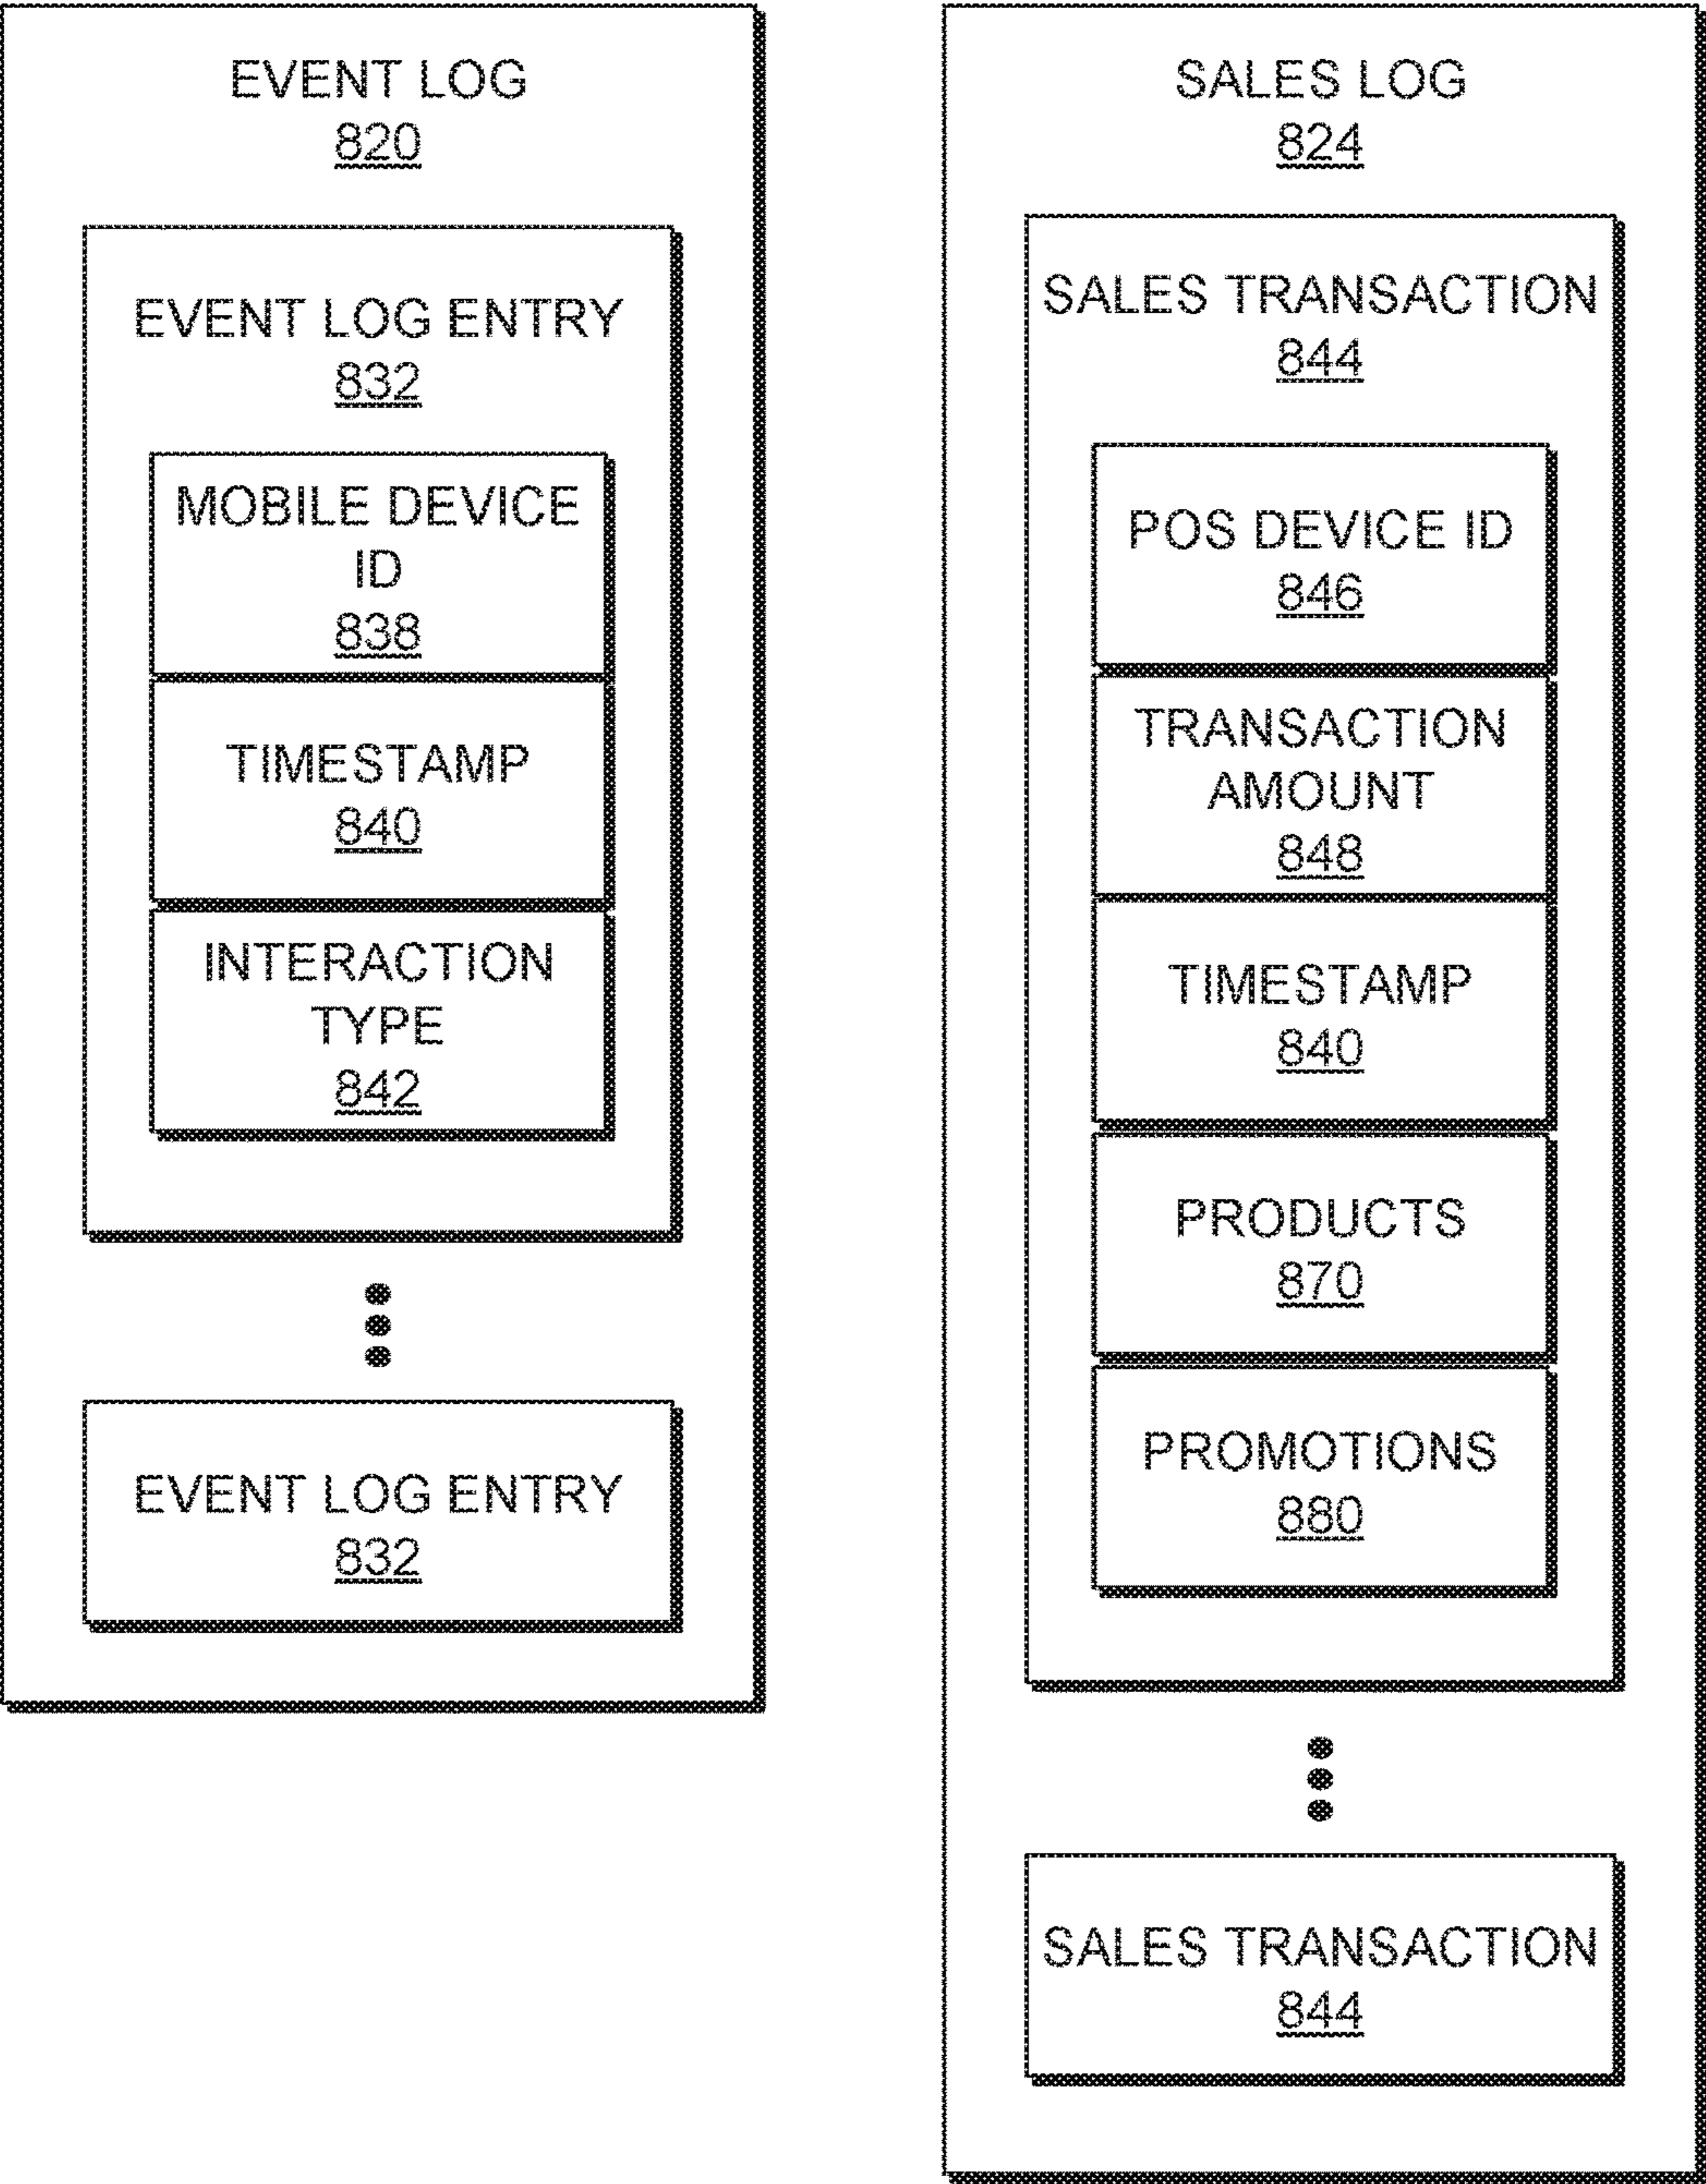 EVENT LOG
820
EVENT LOG ENTRY
832
MOBILE DEVICE
ID
838
TIMESTAMP
840
INTERACTION
TYPE
842
EVENT LOG ENTRY
832
SALES LOG
824
SALES TRANSACTION
844
POS DEVICE ID
846
TRANSACTION
AMOUNT
848
TIMESTAMP
840
PRODUCTS
870
PROMOTIONS
880
SALES TRANSACTION
844